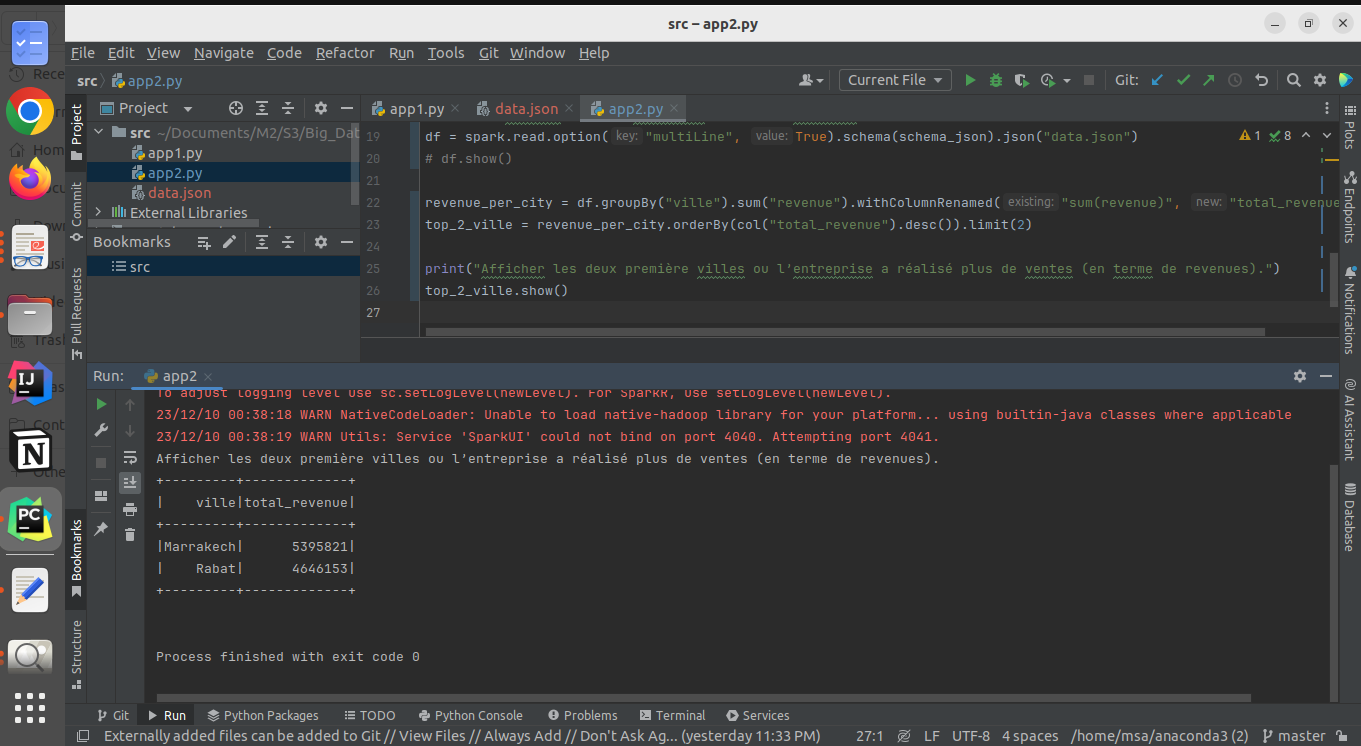 src – app2.py
File Edit View Navigate Code Refactor Run Tools Git Window Help
src app2.py Current File Git:
Project
app1.py data.json app2.py
src ~/Documents/M2/S3/Big_Dat
app1.py
app2.py
data.json
External Libraries
Bookmarks
src
19 df = spark.read.option( key: "multiLine", value: True).schema(schema_json).json("data.json")
1 8
20 # df.show()
21
22 revenue_per_city = df.groupBy("ville").sum("revenue").withColumnRenamed( existing: "sum(revenue)", new: "total_revenue
23 top_2_ville = revenue_per_city.orderBy(col("total_revenue").desc()).limit(2)
24
25 print("Afficher les deux première villes ou l'entreprise a réalisé plus de ventes (en terme de revenues).")
26 top_2_ville.show()
27
Run: app2
To adjust logging level use sc.setLogLevel(newLevel). For SparkR, use setLogLevel(newLevel).
23/12/10 00:38:18 WARN NativeCodeLoader: Unable to load native-hadoop library for your platform... using builtin-java classes where applicable
23/12/10 00:38:19 WARN Utils: Service 'SparkUI' could not bind on port 4040. Attempting port 4041.
Afficher les deux première villes ou l'entreprise a réalisé plus de ventes (en terme de revenues).
+---------+-------------+
|    ville|total_revenue|
+---------+-------------+
|Marrakech|      5395821|
|    Rabat|      4646153|
+---------+-------------+
Process finished with exit code 0
Project
Commit
Pull Requests
Bookmarks
Structure
Plots
Endpoints
Notifications
AI Assistant
Database
Rece
Hom
Trash
Cont
Othe
IJ
N
PC
Git Run Python Packages TODO Python Console Problems Terminal Services
Externally added files can be added to Git // View Files // Always Add // Don't Ask Ag... (yesterday 11:33 PM) 27:1 LF UTF-8 4 spaces /home/msa/anaconda3 (2) master